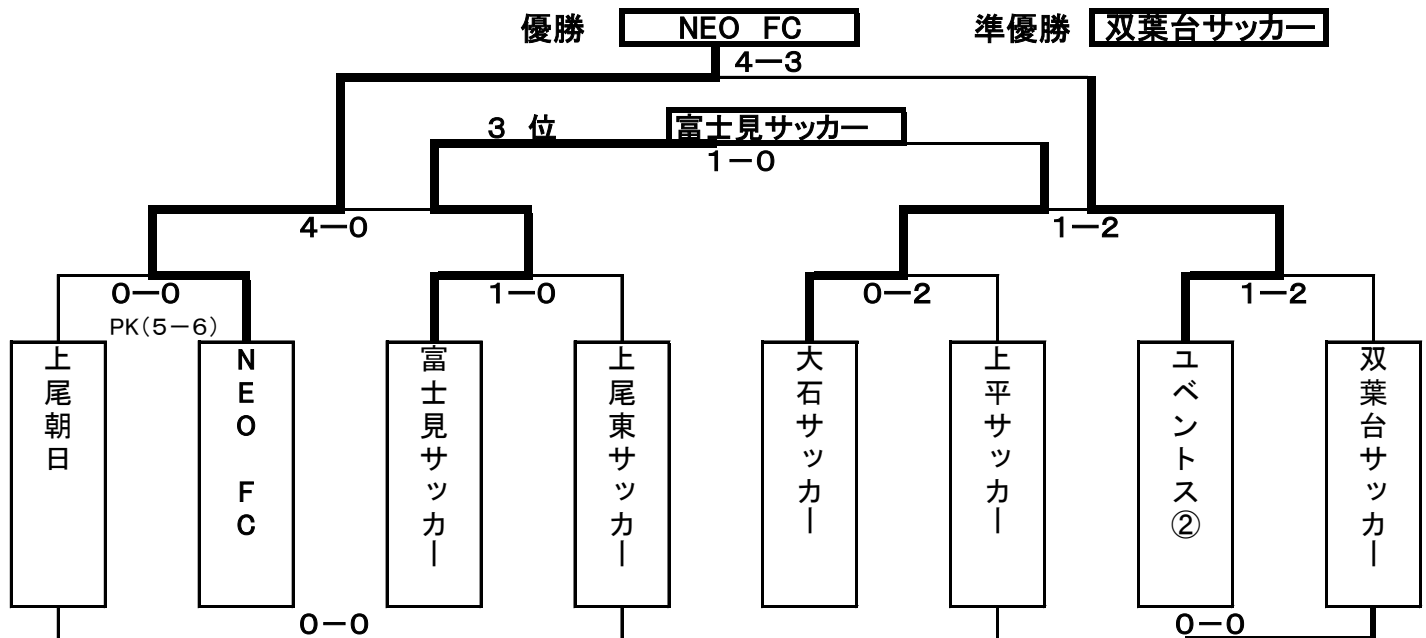 優勝 NEO FC 準優勝 双葉台サッカー
4－3
3 位 富士見サッカー
1－0
4－0 1－2
0－0 1－0 0－2 1－2
PK(5－6)
上尾朝日
NEO FC
富士見サッカー
上尾東サッカー
大石サッカー
上平サッカー
ユベントス②
双葉台サッカー
0－0 0－0